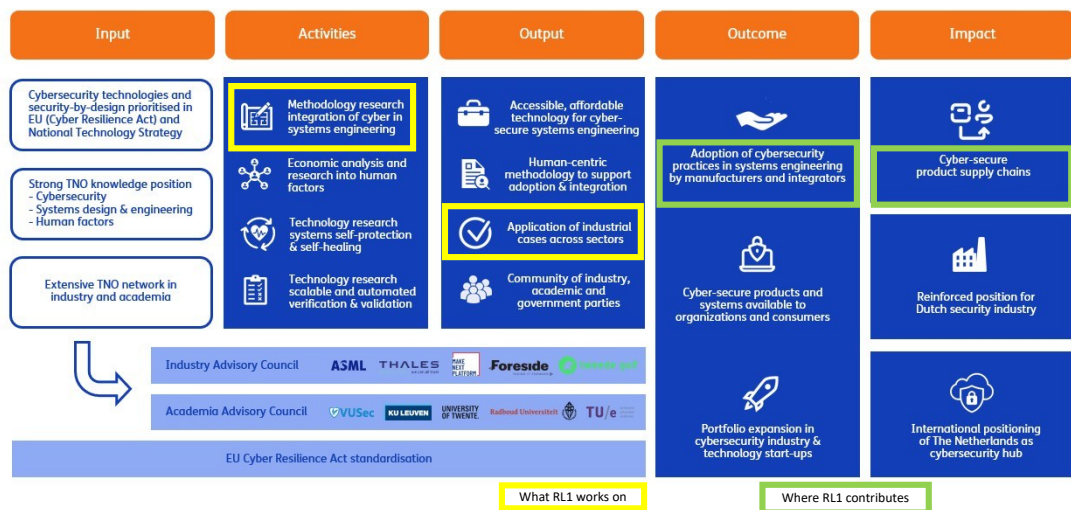 Input
Activities
Output
Outcome
Impact
Cybersecurity technologies and
security-by-design prioritised in
EU (Cyber Resilience Act) and
National Technology Strategy
Strong TNO knowledge position
- Cybersecurity
- Systems design & engineering
- Human factors
Extensive TNO network in
industry and academia
Methodology research
integration of cyber in
systems engineering
Economic analysis and
research into human
factors
Technology research
systems self-protection
& self-healing
Technology research
scalable and automated
verification & validation
Accessible, affordable
technology for cyber-
secure systems engineering
Human-centric
methodology to support
adoption & integration
Application of industrial
cases across sectors
Community of industry,
academic and
government parties
Adoption of cybersecurity
practices in systems engineering
by manufacturers and integrators
Cyber-secure products and
systems available to
organizations and consumers
Portfolio expansion in
cybersecurity industry &
technology start-ups
Cyber-secure
product supply chains
Reinforced position for
Dutch security industry
International positioning
of The Netherlands as
cybersecurity hub
Industry Advisory Council
ASML
THALES
MAKE
NEXT
PLATFORM
Foreside
Academia Advisory Council
VUSec
KU LEUVEN
UNIVERSITY
OF TWENTE.
Radboud Universiteit
TU/e
EU Cyber Resilience Act standardisation
What RL1 works on
Where RL1 contributes